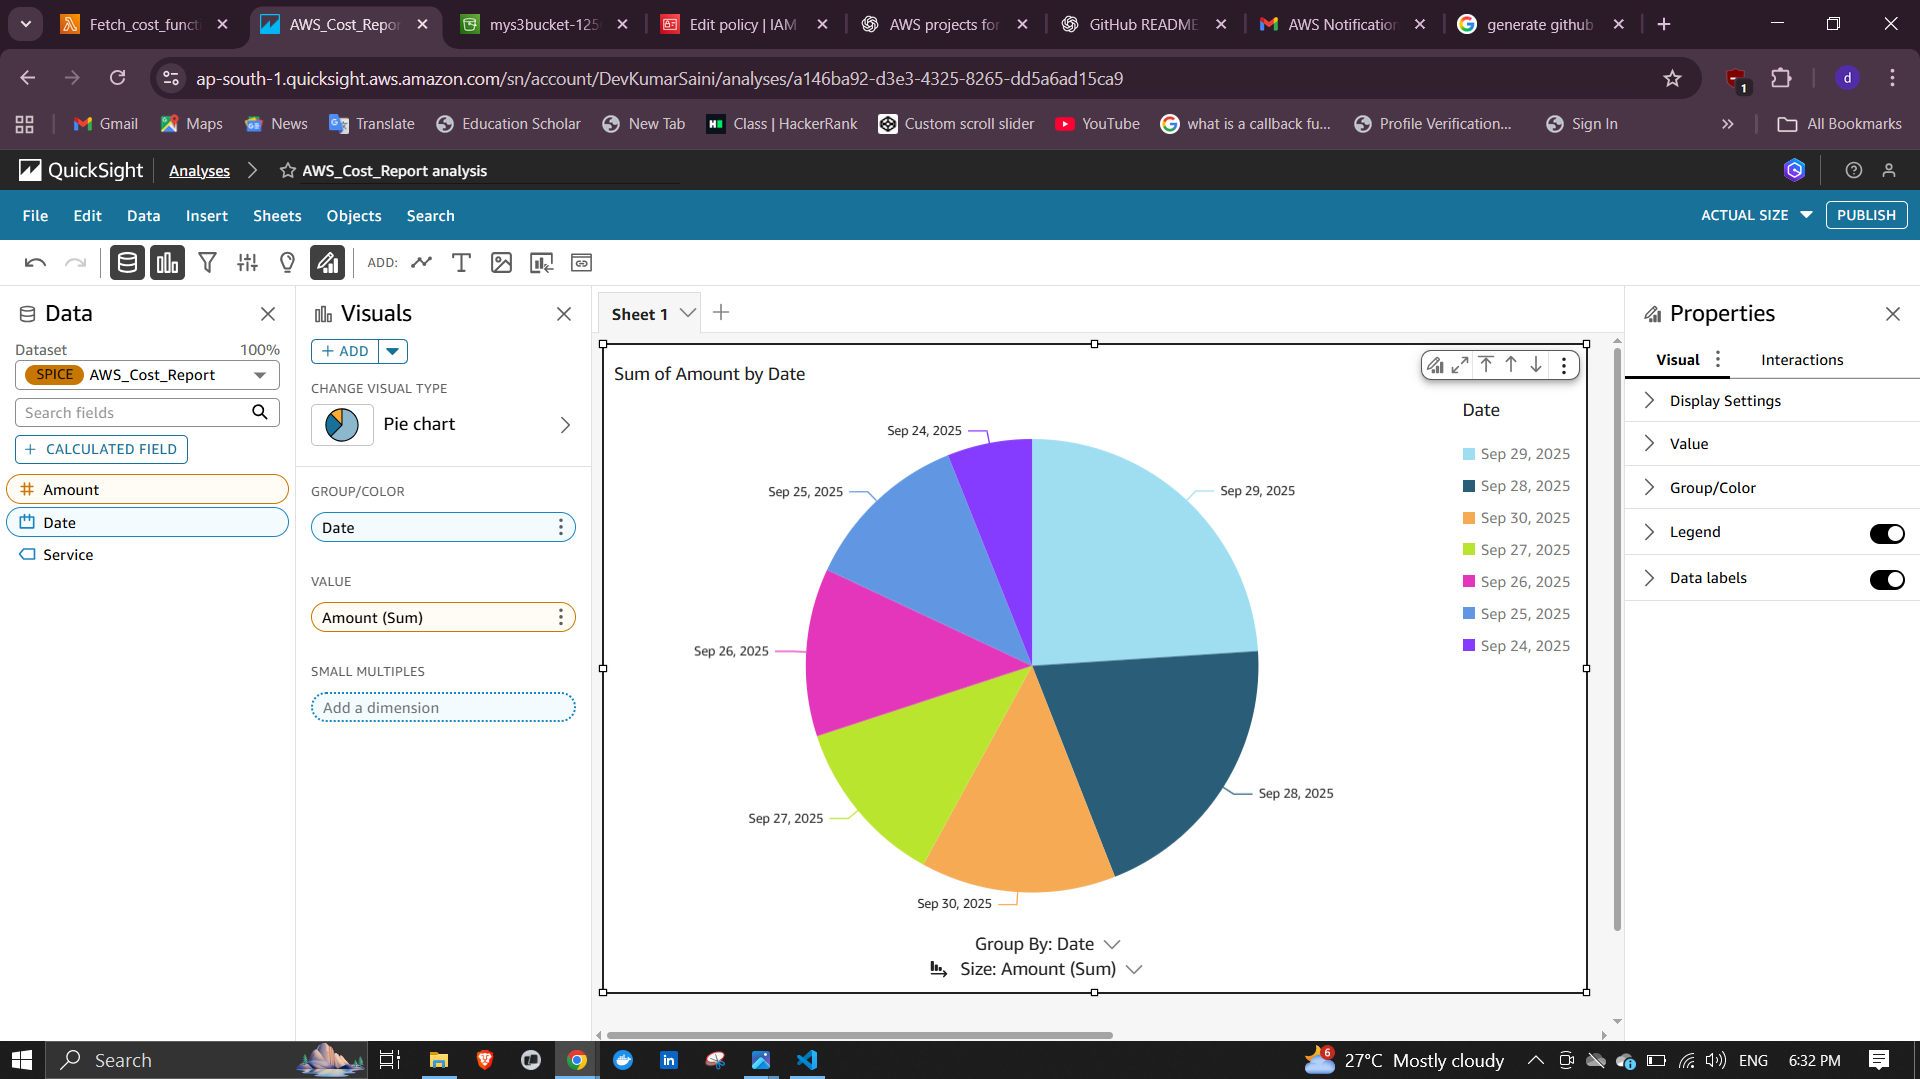 Fetch_cost_functi
AWS_Cost_Repor
mys3bucket-125
Edit policy | IAM
AWS projects for
GitHub README
AWS Notification
generate github
ap-south-1.quicksight.aws.amazon.com/sn/account/DevKumarSaini/analyses/a146ba92-d3e3-4325-8265-dd5a6ad15ca9
d
1
Gmail
Maps
News
Translate
Education Scholar
New Tab
Class | HackerRank
Custom scroll slider
YouTube
what is a callback fu...
Profile Verification...
Sign In
All Bookmarks
QuickSight
Analyses
AWS_Cost_Report analysis
File
Edit
Data
Insert
Sheets
Objects
Search
ACTUAL SIZE
PUBLISH
ADD:
Data
Dataset
100%
SPICE
AWS_Cost_Report
Search fields
CALCULATED FIELD
Amount
Date
Service
Visuals
ADD
CHANGE VISUAL TYPE
Pie chart
GROUP/COLOR
Date
VALUE
Amount (Sum)
SMALL MULTIPLES
Add a dimension
Sheet 1
Sum of Amount by Date
Sep 24, 2025
Sep 25, 2025
Sep 29, 2025
Sep 26, 2025
Sep 28, 2025
Sep 27, 2025
Sep 30, 2025
Date
Sep 29, 2025
Sep 28, 2025
Sep 30, 2025
Sep 27, 2025
Sep 26, 2025
Sep 25, 2025
Sep 24, 2025
Group By: Date
Size: Amount (Sum)
Properties
Visual
Interactions
Display Settings
Value
Group/Color
Legend
Data labels
Search
6
27°C Mostly cloudy
ENG
6:32 PM